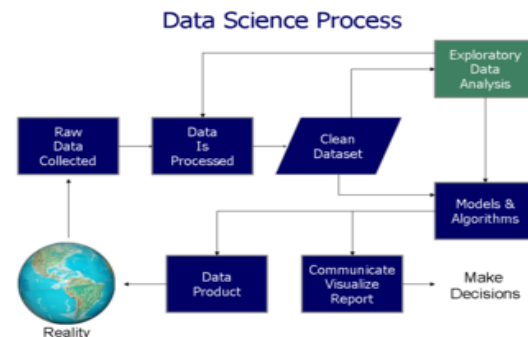 Data Science Process
Exploratory
Data
Analysis
Raw
Data
Collected
Data
Is
Processed
Clean
Dataset
Models &
Algorithms
Data
Product
Communicate
Visualize
Report
Make
Decisions
Reality